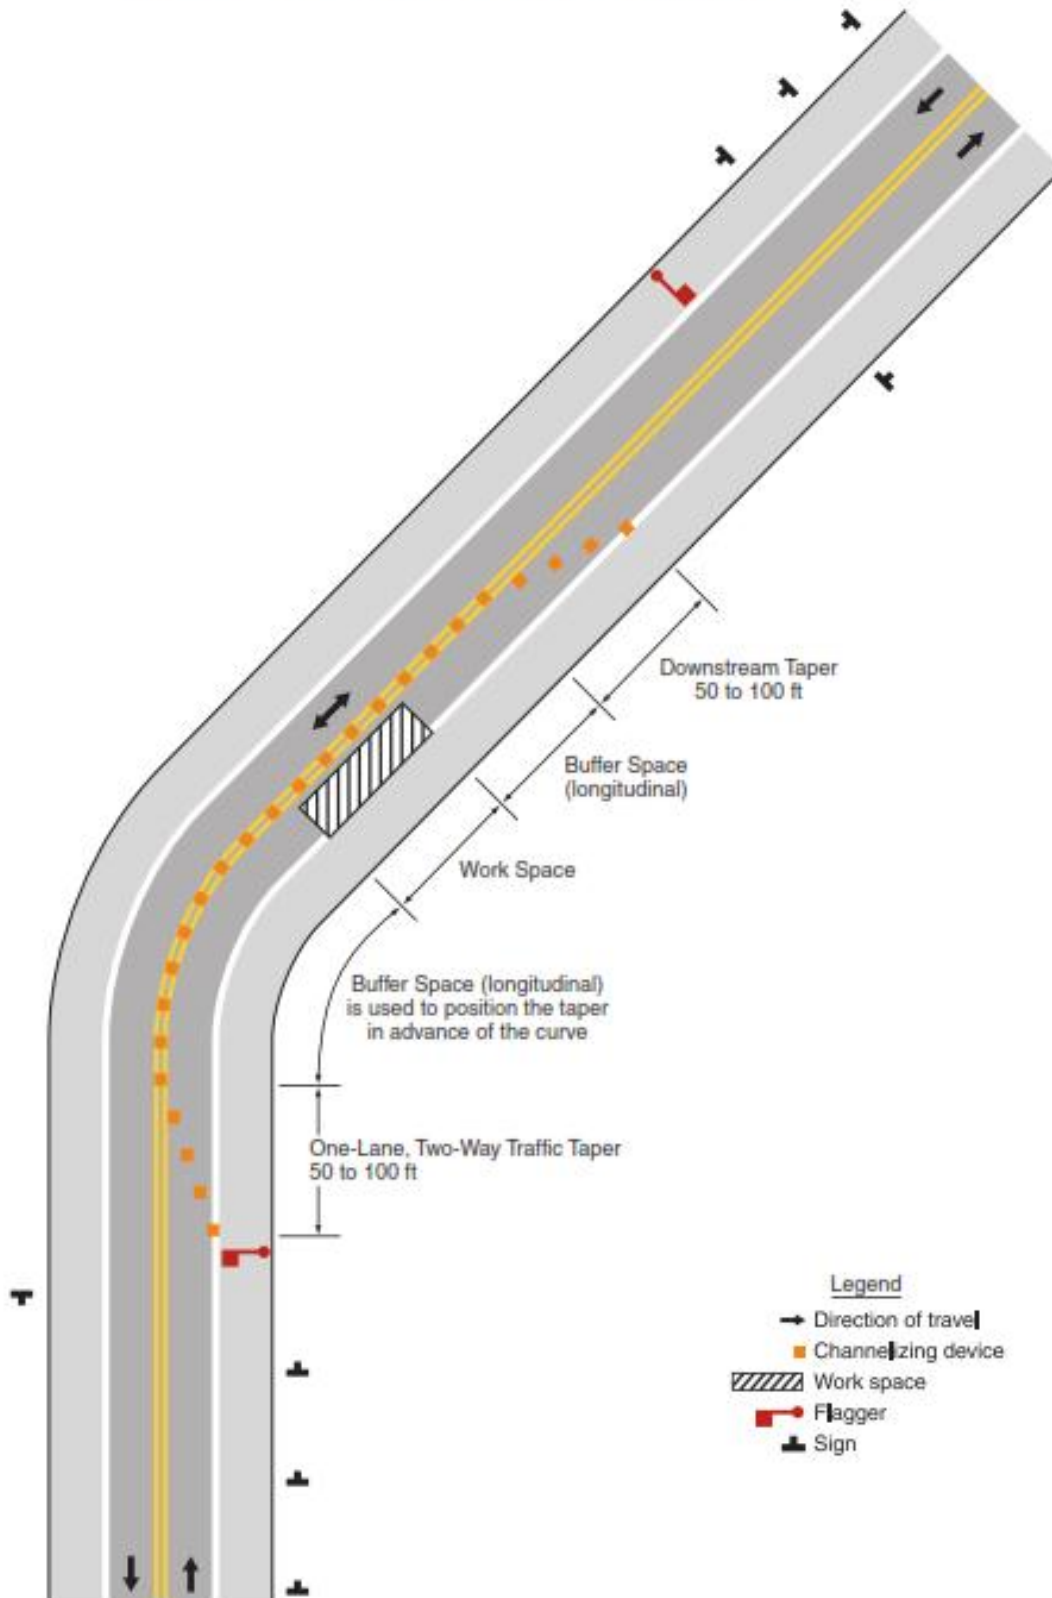 Downstream Taper
50 to 100 ft
Buffer Space
(longitudinal)
Work Space
Buffer Space (longitudinal)
is used to position the taper
in advance of the curve
One-Lane, Two-Way Traffic Taper
50 to 100 ft
Legend
Direction of travel
Channelizing device
Work space
Flagger
Sign